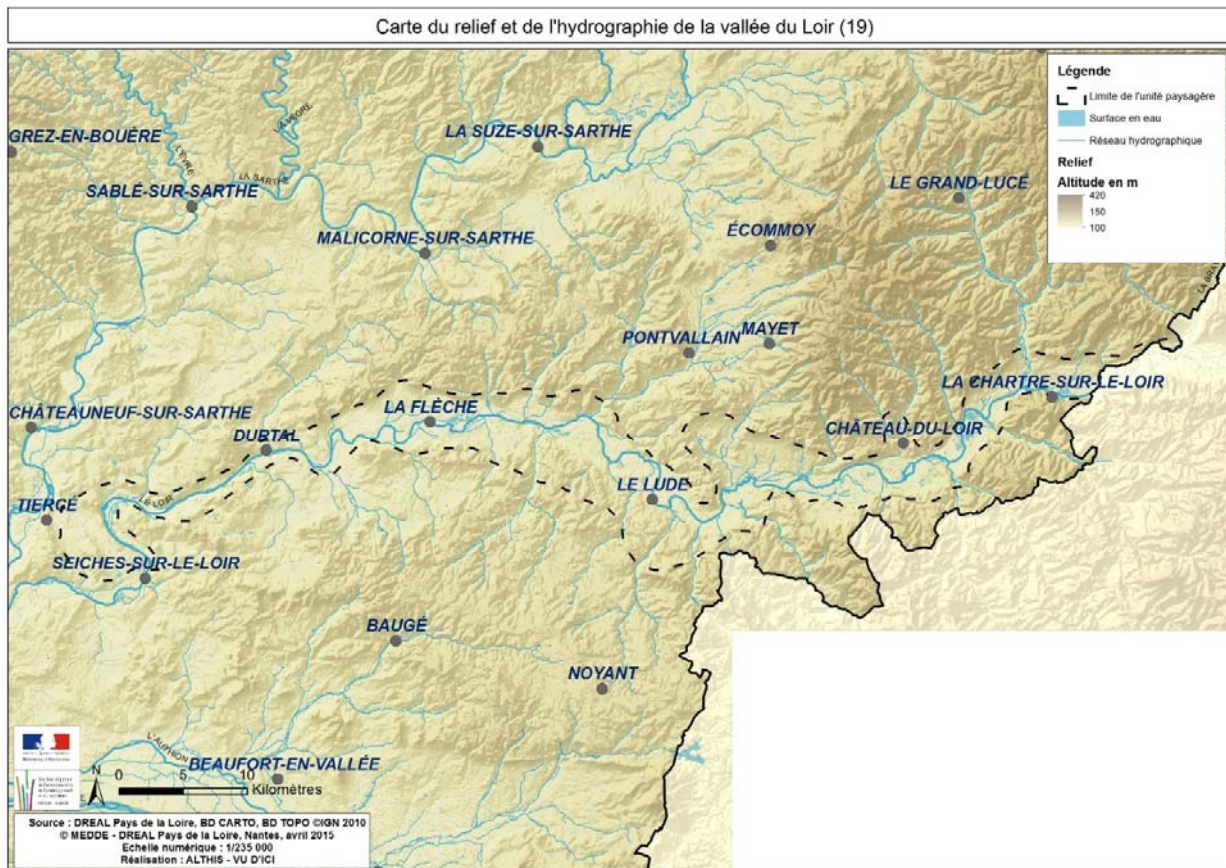 Carte du relief et de l'hydrographie de la vallée du Loir (19)
Légende
Limite de l'unité paysagère
Surface en eau
Réseau hydrographique
Relief
Altitude en m
420
150
100
LA VÈGRE
GREZ-EN-BOUÈRE
L'ÈVRE
LA SUZE-SUR-SARTHE
LA SARTHE
SABLÉ-SUR-SARTHE
LE GRAND-LUCÉ
MALICORNE-SUR-SARTHE
ÉCOMMOY
PONTVALLAIN
MAYET
LA CHARTRE-SUR-LE-LOIR
CHÂTEAUNEUF-SUR-SARTHE
LA FLÈCHE
DURTAL
CHÂTEAU-DU-LOIR
LE LUDE
LE LOIR
TIERCÉ
SEICHES-SUR-LE-LOIR
BAUGÉ
NOYANT
L'AUTHION
BEAUFORT-EN-VALLÉE
N
0 5 10
Kilomètres
Source : DREAL Pays de la Loire, BD CARTO, BD TOPO ©IGN 2010
© MEDDE - DREAL Pays de la Loire, Nantes, avril 2015
Echelle numérique : 1/235 000
Réalisation : ALTHIS - VU D'ICI